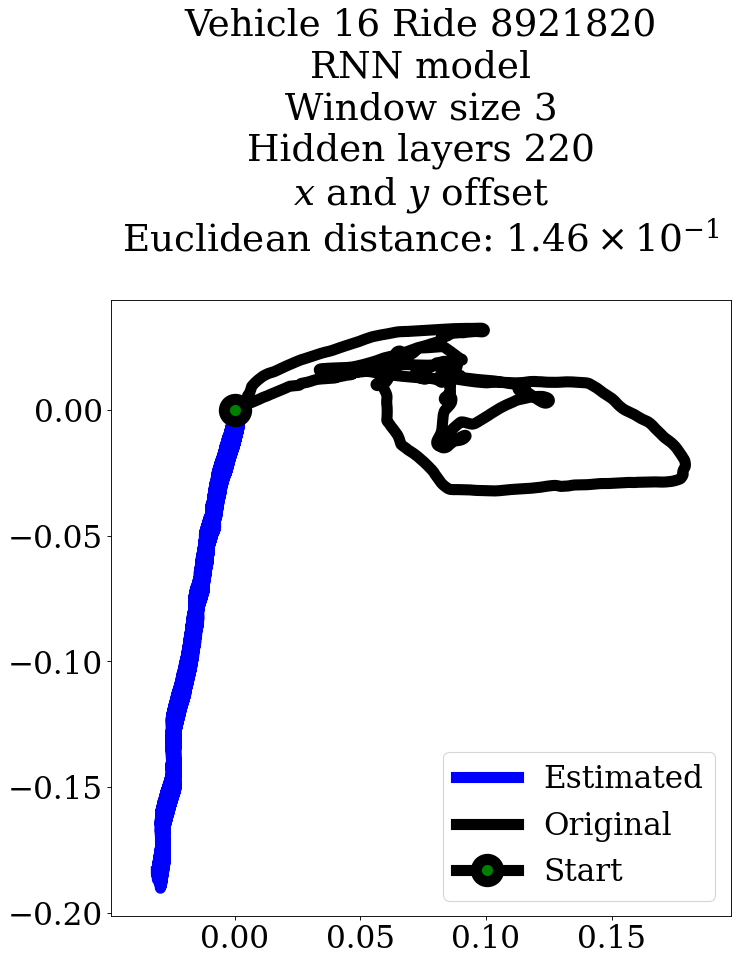 Vehicle 16 Ride 8921820
RNN model
Window size 3
Hidden layers 220
x and y offset
Euclidean distance: 1.46 × 10⁻¹
0.00
−0.05
−0.10
−0.15
−0.20
Estimated
Original
Start
0.00 0.05 0.10 0.15